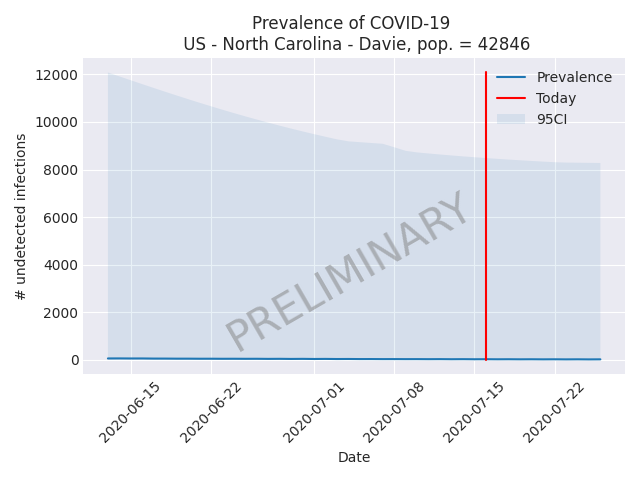 Prevalence of COVID-19
US - North Carolina - Davie, pop. = 42846
# undetected infections
12000
10000
8000
6000
4000
2000
0
Prevalence
Today
95CI
PRELIMINARY
2020-06-15
2020-06-22
2020-07-01
2020-07-08
2020-07-15
2020-07-22
Date